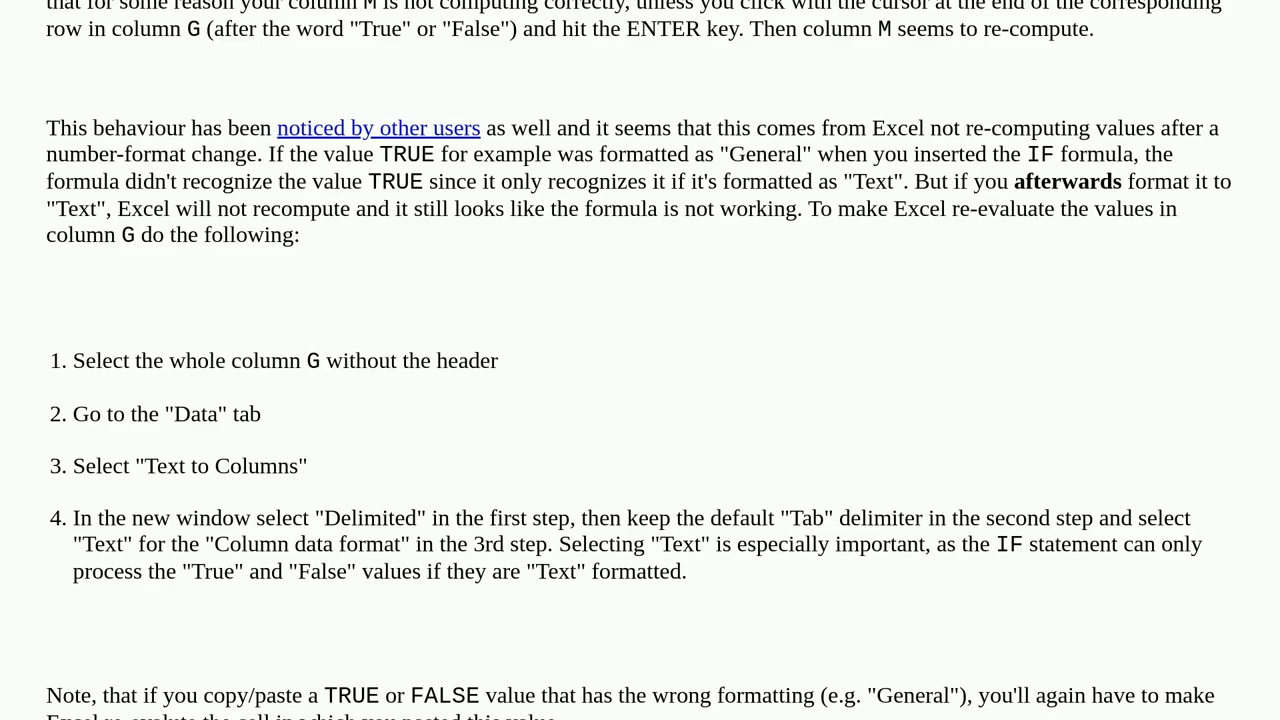 that for some reason your column M is not computing correctly, unless you click with the cursor at the end of the corresponding
row in column G (after the word "True" or "False") and hit the ENTER key. Then column M seems to re-compute.
This behaviour has been noticed by other users as well and it seems that this comes from Excel not re-computing values after a
number-format change. If the value TRUE for example was formatted as "General" when you inserted the IF formula, the
formula didn't recognize the value TRUE since it only recognizes it if it's formatted as "Text". But if you afterwards format it to
"Text", Excel will not recompute and it still looks like the formula is not working. To make Excel re-evaluate the values in
column G do the following:
1. Select the whole column G without the header
2. Go to the "Data" tab
3. Select "Text to Columns"
4. In the new window select "Delimited" in the first step, then keep the default "Tab" delimiter in the second step and select
"Text" for the "Column data format" in the 3rd step. Selecting "Text" is especially important, as the IF statement can only
process the "True" and "False" values if they are "Text" formatted.
Note, that if you copy/paste a TRUE or FALSE value that has the wrong formatting (e.g. "General"), you'll again have to make
Excel re-evalute the cell in which you pasted this value.